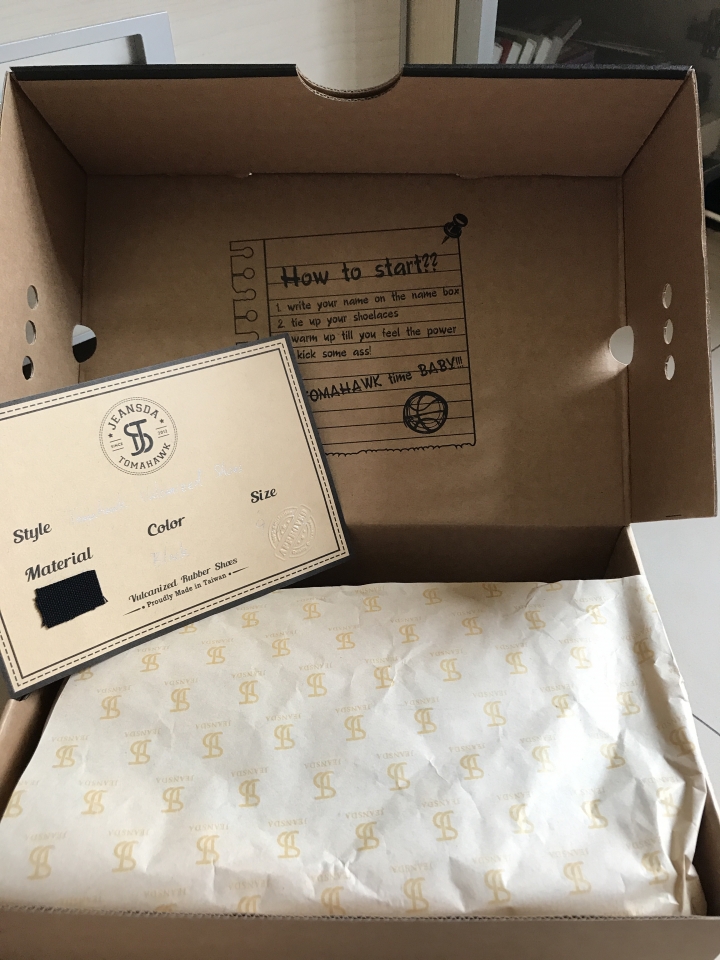 How to start??
1. write your name on the name box
2. tie up your shoelaces
warm up till you feel the power
kick some ass!
TOMAHAWK time BABY!!!
JEANSDA
SINCE 2012
TOMAHAWK
Style
Size
Color
Material
Vulcanized Rubber Shoes
• Proudly Made in Taiwan •
JEANSDA